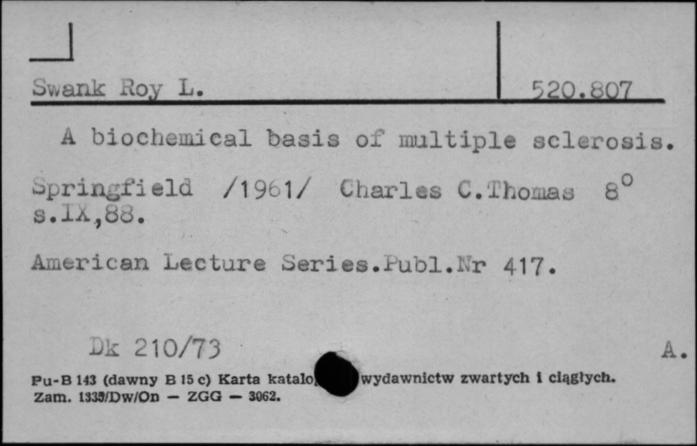 Swank Roy L.
520.807
A biochemical basis of multiple sclerosis.
Springfield /1961/ Charles C.Thomas 8°
s.IX,88.
American Lecture Series.Publ.Nr 417.
Dk 210/73
A.
Pu-B 143 (dawny B 15 c) Karta katalo wydawnictw zwartych i ciągłych.
Zam. 1339/Dw/On — ZGG — 3062.